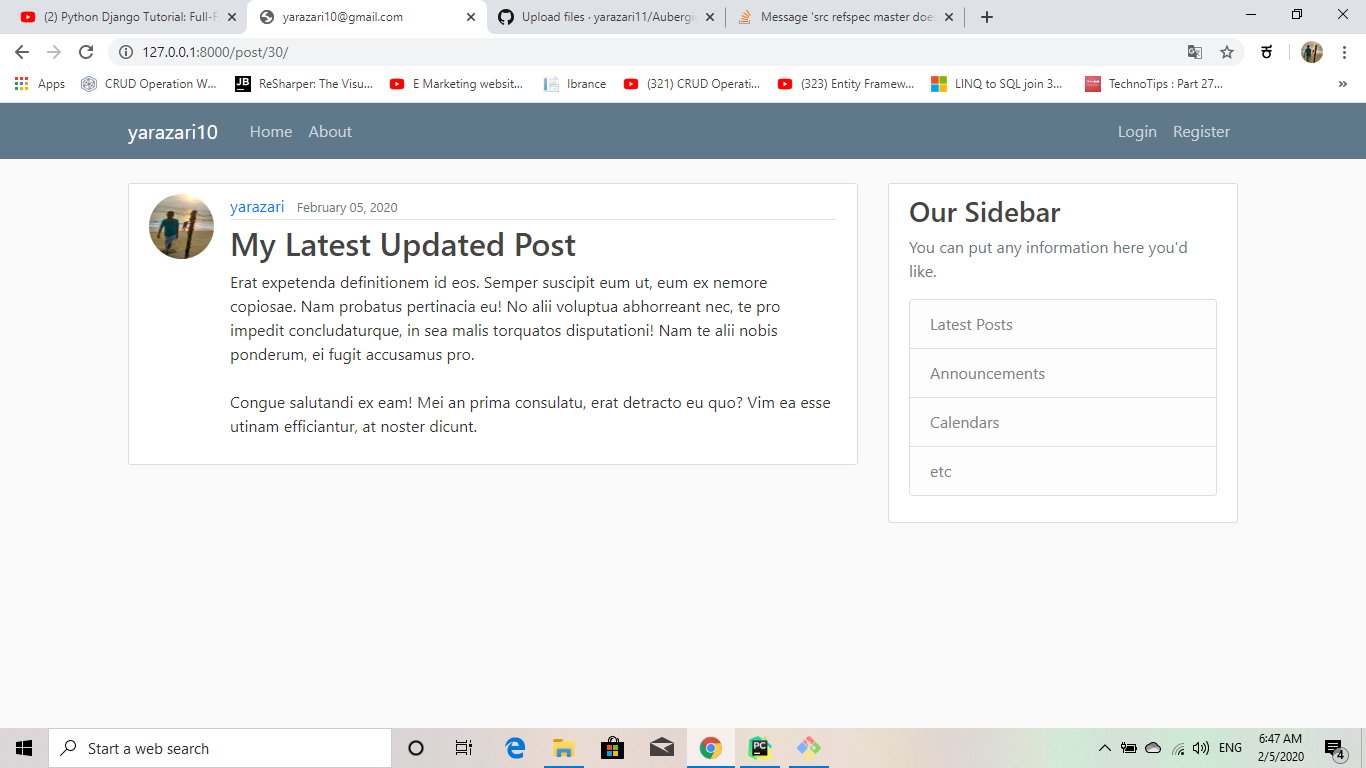 (2) Python Django Tutorial: Full-F
yarazari10@gmail.com
Upload files · yarazari11/Aubergi
Message 'src refspec master doe
127.0.0.1:8000/post/30/
Apps
CRUD Operation W...
JB
ReSharper: The Visu...
E Marketing websit...
Ibrance
(321) CRUD Operati...
(323) Entity Framew...
LINQ to SQL join 3...
TechnoTips : Part 27...
»
yarazari10
Home
About
Login
Register
yarazari
February 05, 2020
My Latest Updated Post
Erat expetenda definitionem id eos. Semper suscipit eum ut, eum ex nemore
copiosae. Nam probatus pertinacia eu! No alii voluptua abhorreant nec, te pro
impedit concludaturque, in sea malis torquatos disputationi! Nam te alii nobis
ponderum, ei fugit accusamus pro.
Congue salutandi ex eam! Mei an prima consulatu, erat detracto eu quo? Vim ea esse
utinam efficiantur, at noster dicunt.
Our Sidebar
You can put any information here you'd
like.
Latest Posts
Announcements
Calendars
etc
Start a web search
PC
ENG
6:47 AM
2/5/2020
4